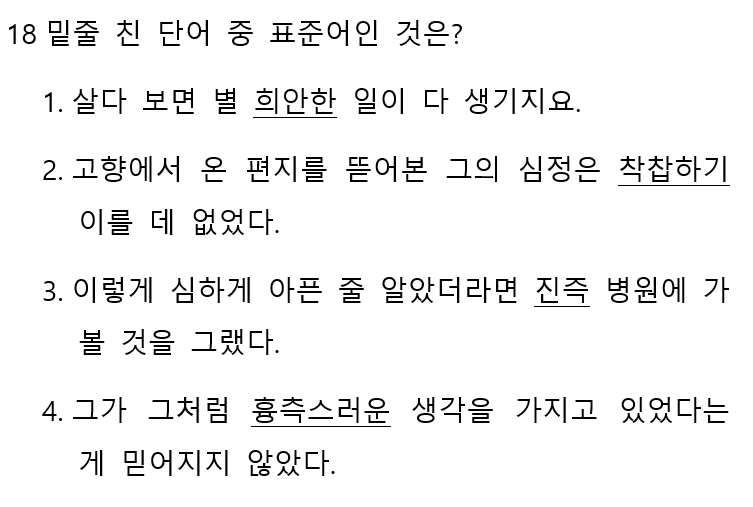 18 밑줄 친 단어 중 표준어인 것은?
1. 살다 보면 별 희안한 일이 다 생기지요.
2. 고향에서 온 편지를 뜯어본 그의 심정은 착찹하기
이를 데 없었다.
3. 이렇게 심하게 아픈 줄 알았더라면 진즉 병원에 가
볼 것을 그랬다.
4. 그가 그처럼 흉측스러운 생각을 가지고 있었다는
게 믿어지지 않았다.